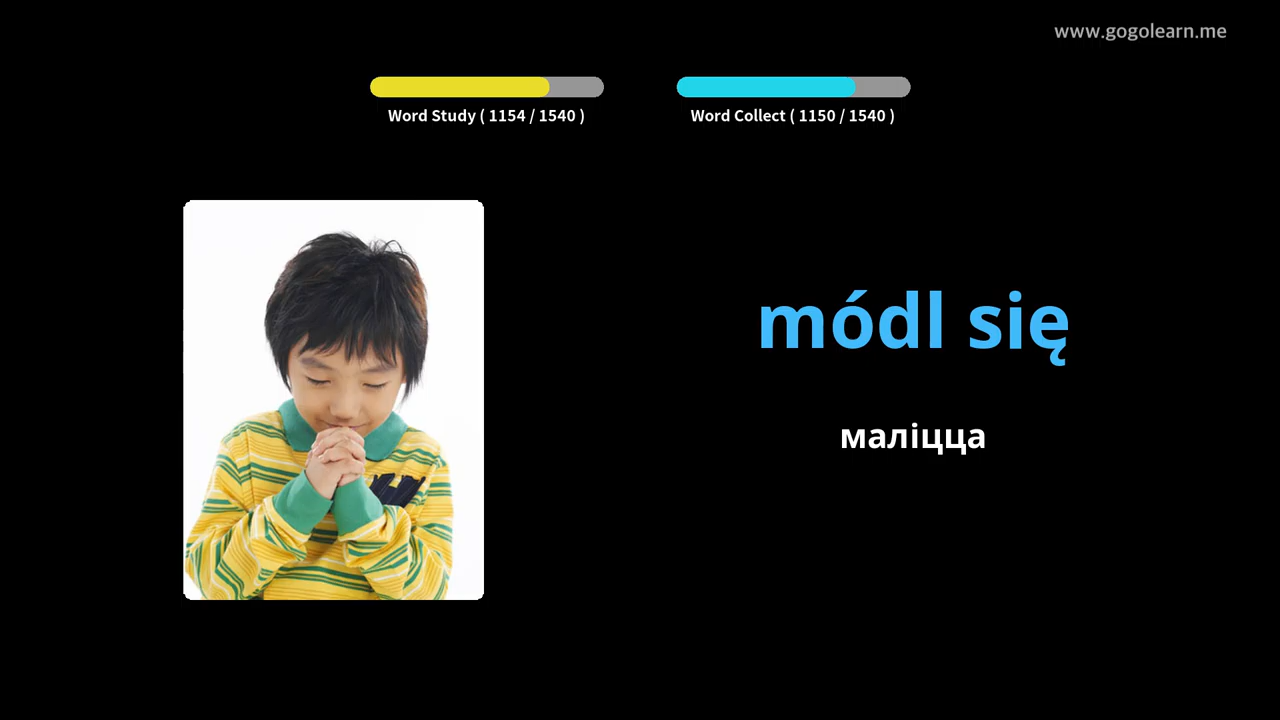 www.gogolearn.me
Word Study ( 1154 / 1540 )
Word Collect ( 1150 / 1540 )
módl się
маліцца